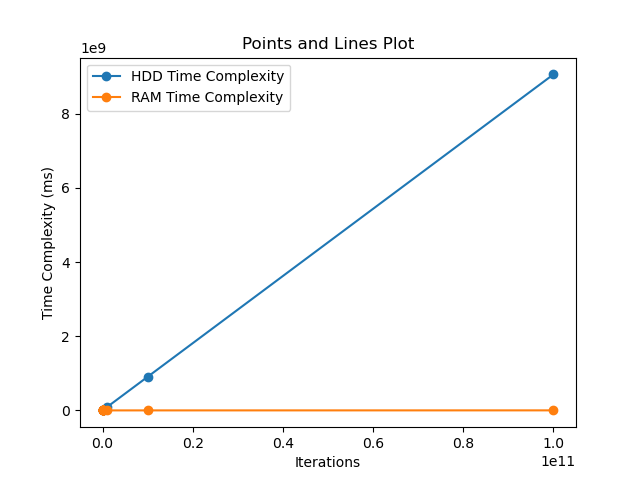 Points and Lines Plot
1e9
HDD Time Complexity
RAM Time Complexity
8
6
4
2
0
Time Complexity (ms)
0.0 0.2 0.4 0.6 0.8 1.0
1e11
Iterations